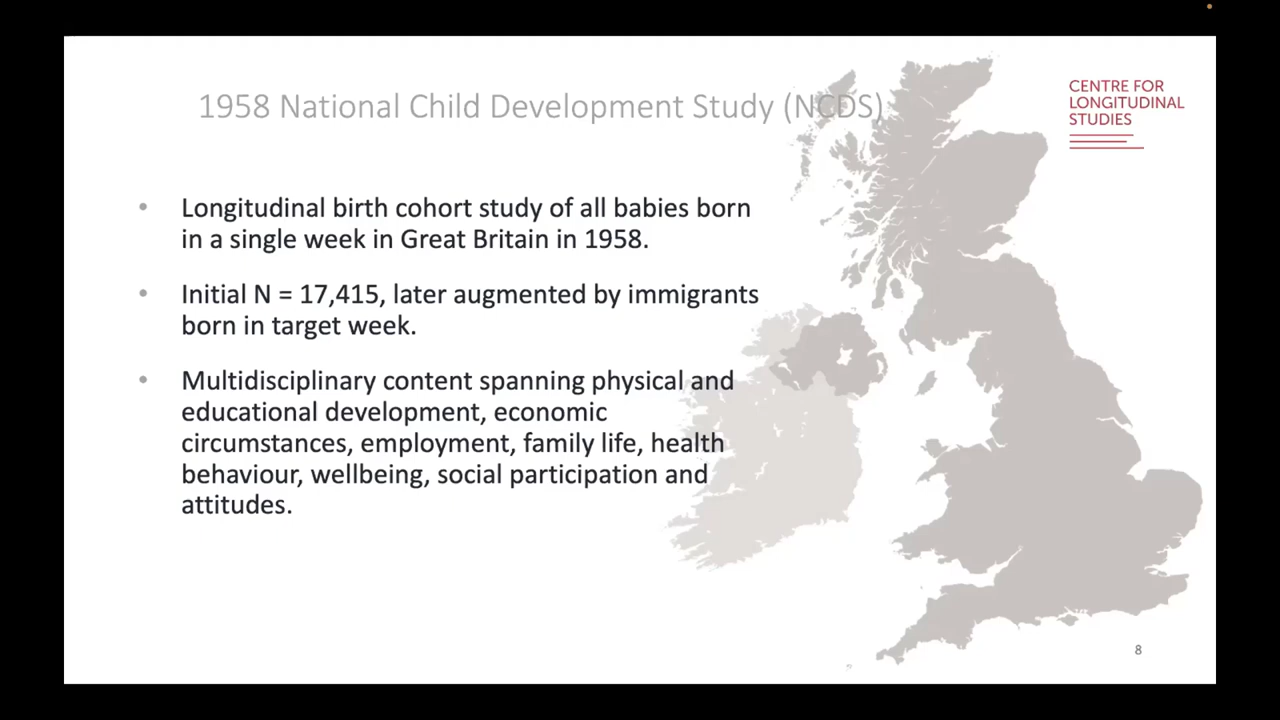 1958 National Child Development Study (NCDS)
CENTRE FOR
LONGITUDINAL
STUDIES
• Longitudinal birth cohort study of all babies born
in a single week in Great Britain in 1958.
• Initial N = 17,415, later augmented by immigrants
born in target week.
• Multidisciplinary content spanning physical and
educational development, economic
circumstances, employment, family life, health
behaviour, wellbeing, social participation and
attitudes.
8